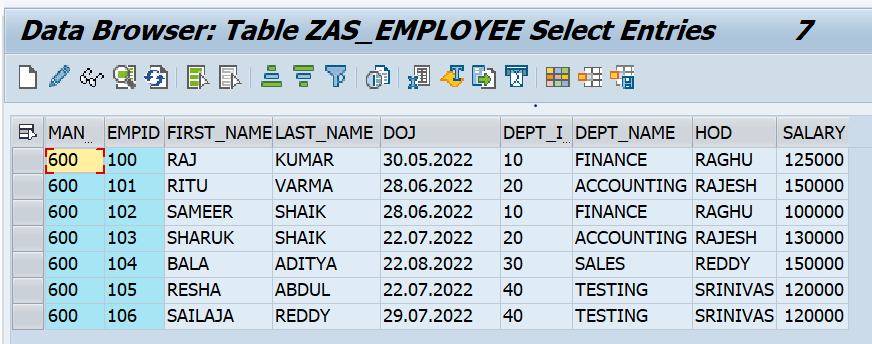 Data Browser: Table ZAS_EMPLOYEE Select Entries 7
MAN... EMPID FIRST_NAME LAST_NAME DOJ DEPT_I... DEPT_NAME HOD SALARY
600 100 RAJ KUMAR 30.05.2022 10 FINANCE RAGHU 125000
600 101 RITU VARMA 28.06.2022 20 ACCOUNTING RAJESH 150000
600 102 SAMEER SHAIK 28.06.2022 10 FINANCE RAGHU 100000
600 103 SHARUK SHAIK 22.07.2022 20 ACCOUNTING RAJESH 130000
600 104 BALA ADITYA 22.08.2022 30 SALES REDDY 150000
600 105 RESHA ABDUL 22.07.2022 40 TESTING SRINIVAS 120000
600 106 SAILAJA REDDY 29.07.2022 40 TESTING SRINIVAS 120000